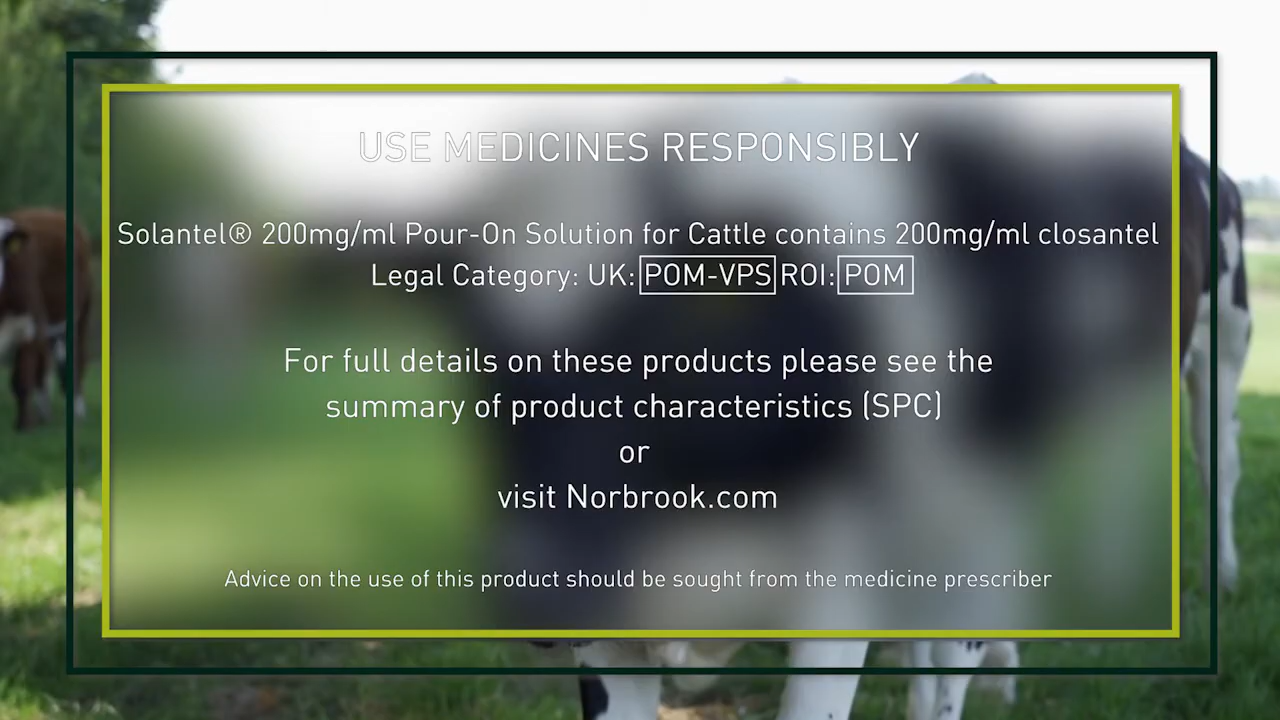 USE MEDICINES RESPONSIBLY
Solantel® 200mg/ml Pour-On Solution for Cattle contains 200mg/ml closantel
Legal Category: UK: POM-VPS ROI: POM
For full details on these products please see the
summary of product characteristics (SPC)
or
visit Norbrook.com
Advice on the use of this product should be sought from the medicine prescriber